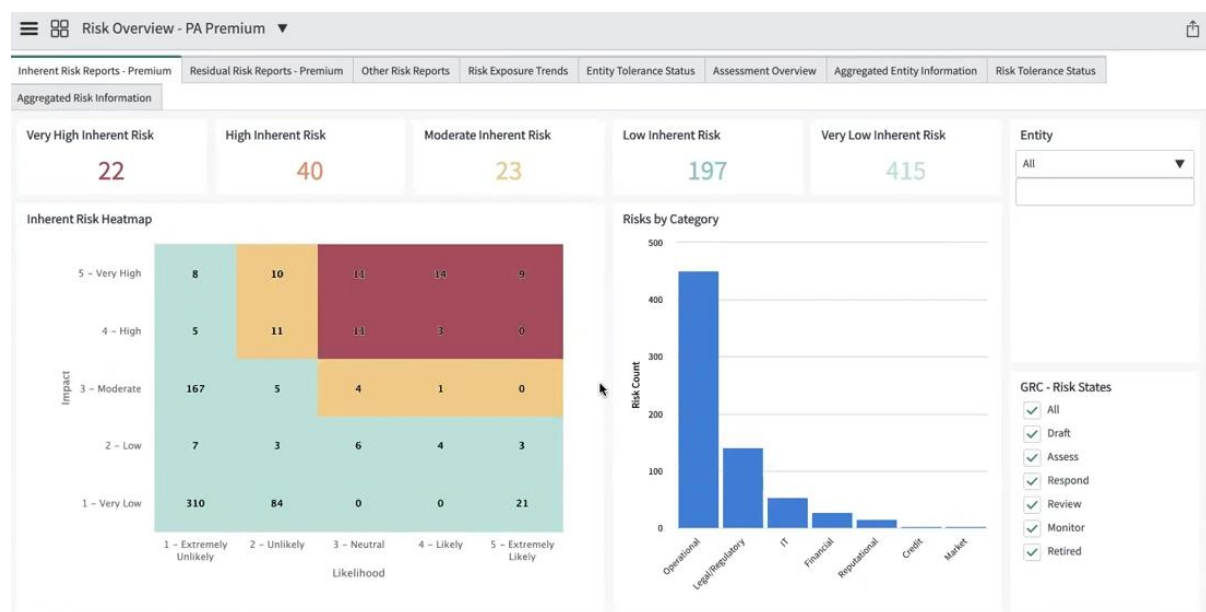 Risk Overview - PA Premium ▼
Inherent Risk Reports - Premium Residual Risk Reports - Premium Other Risk Reports Risk Exposure Trends Entity Tolerance Status Assessment Overview Aggregated Entity Information Risk Tolerance Status
Aggregated Risk Information
Very High Inherent Risk High Inherent Risk Moderate Inherent Risk Low Inherent Risk Very Low Inherent Risk Entity
22 40 23 197 415
All ▼
Inherent Risk Heatmap
Impact
5 – Very High 8 10 11 14 9
4 – High 5 11 11 3 0
3 – Moderate 167 5 4 1 0
2 – Low 7 3 6 4 3
1 – Very Low 310 84 0 0 21
1 – Extremely Unlikely 2 – Unlikely 3 – Neutral 4 – Likely 5 – Extremely Likely
Likelihood
Risks by Category
Risk Count
500
400
300
200
100
0
Operational Legal/Regulatory IT Financial Reputational Credit Market
GRC - Risk States
All
Draft
Assess
Respond
Review
Monitor
Retired